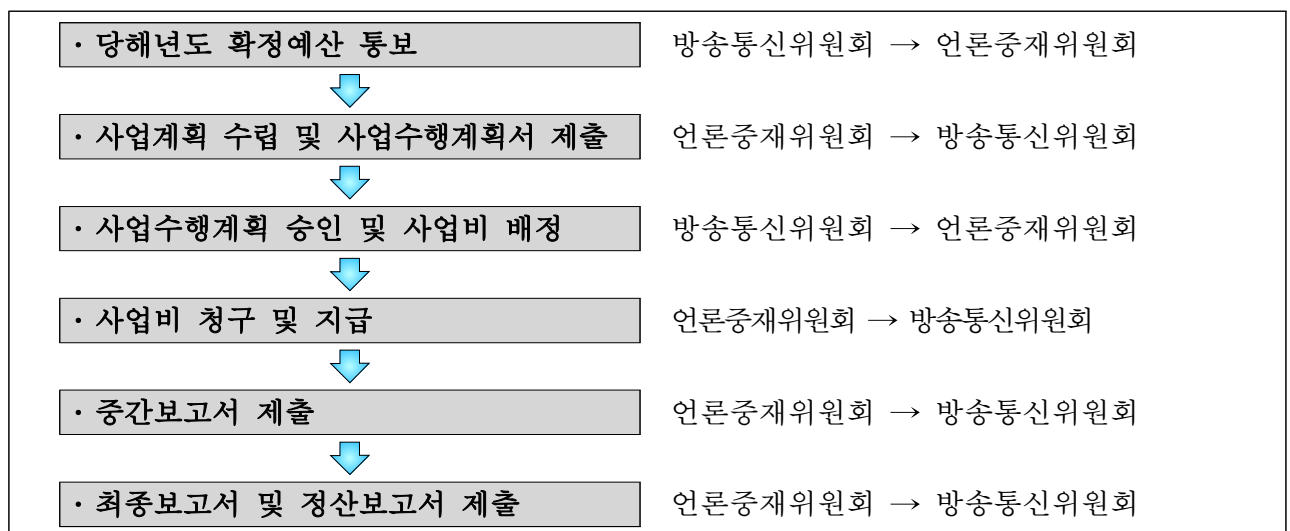 · 당해년도 확정예산 통보 방송통신위원회 → 언론중재위원회
· 사업계획 수립 및 사업수행계획서 제출 언론중재위원회 → 방송통신위원회
· 사업수행계획 승인 및 사업비 배정 방송통신위원회 → 언론중재위원회
· 사업비 청구 및 지급 언론중재위원회 → 방송통신위원회
· 중간보고서 제출 언론중재위원회 → 방송통신위원회
· 최종보고서 및 정산보고서 제출 언론중재위원회 → 방송통신위원회